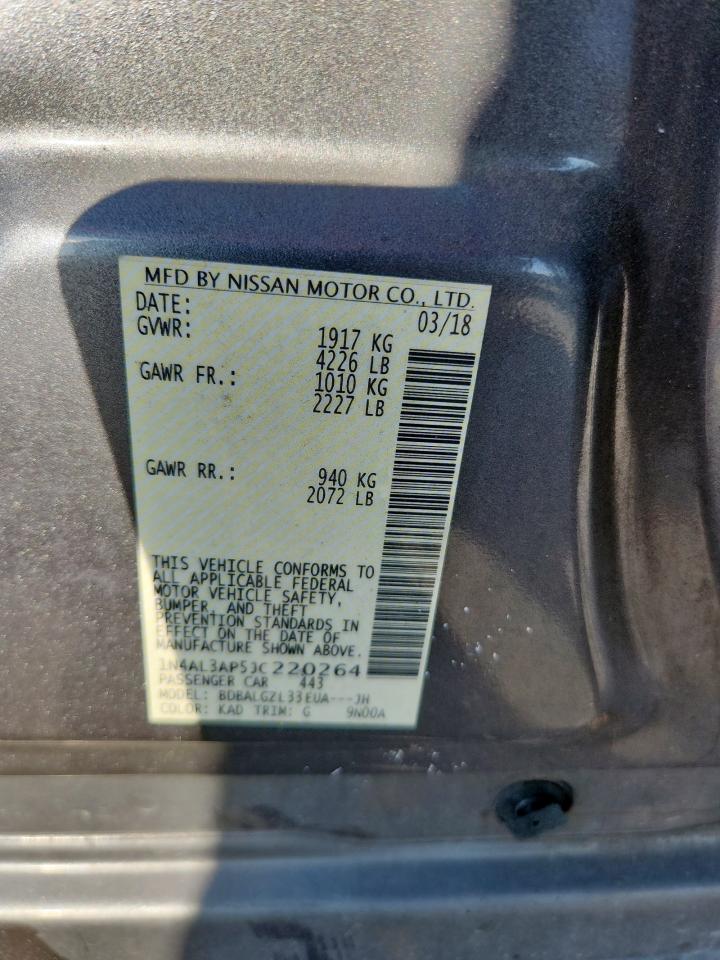 MFD BY NISSAN MOTOR CO., LTD.
DATE: 03/18
GVWR: 1917 KG
4226 LB
GAWR FR.: 1010 KG
2227 LB
GAWR RR.: 940 KG
2072 LB
THIS VEHICLE CONFORMS TO
ALL APPLICABLE FEDERAL
MOTOR VEHICLE SAFETY,
BUMPER, AND THEFT
PREVENTION STANDARDS IN
EFFECT ON THE DATE OF
MANUFACTURE SHOWN ABOVE.
1N4AL3AP5JC220264
PASSENGER CAR 443
MODEL: BDBALGZL33EUA---JH
COLOR: KAD TRIM: G 9N00A